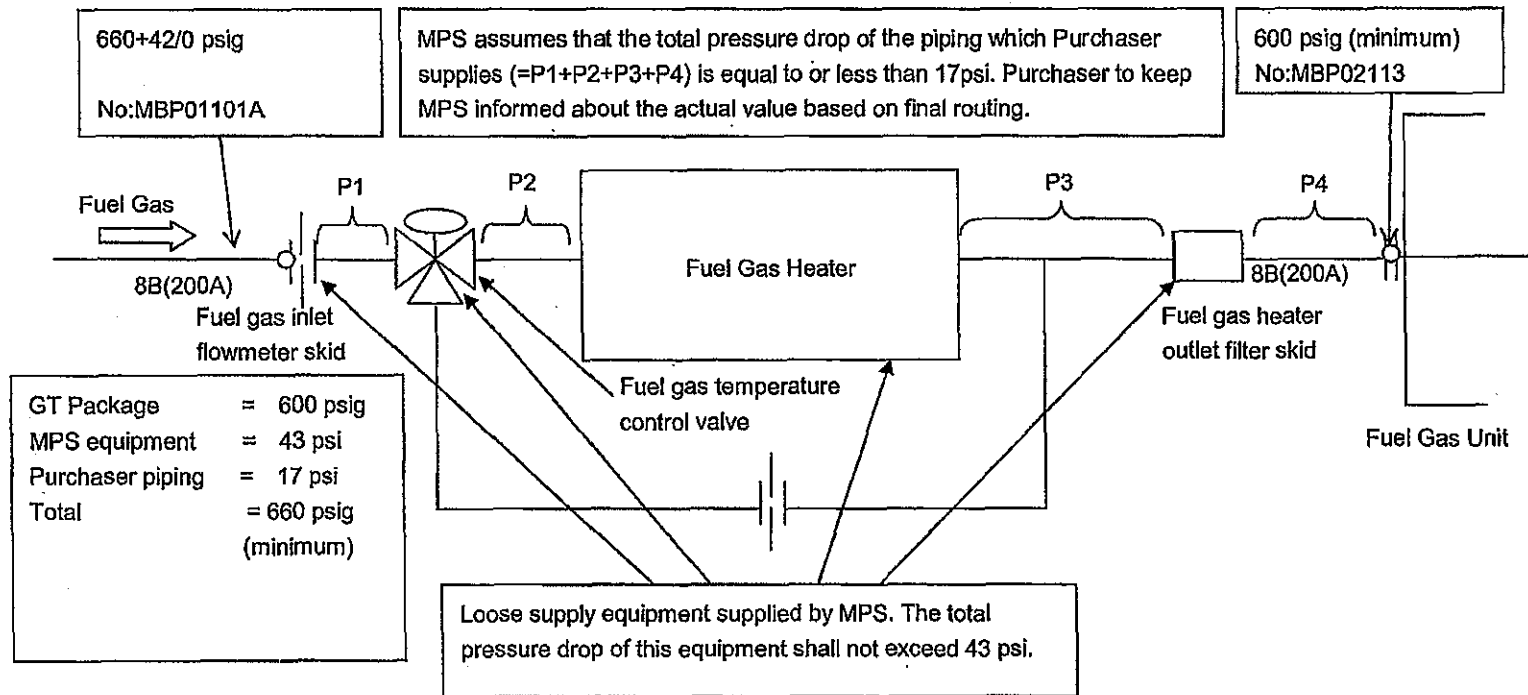 660+42/0 psig
No:MBP01101A
MPS assumes that the total pressure drop of the piping which Purchaser
supplies (=P1+P2+P3+P4) is equal to or less than 17psi. Purchaser to keep
MPS informed about the actual value based on final routing.
600 psig (minimum)
No:MBP02113
Fuel Gas
P1
P2
P3
P4
8B(200A)
Fuel Gas Heater
8B(200A)
Fuel gas inlet
flowmeter skid
Fuel gas heater
outlet filter skid
Fuel gas temperature
control valve
Fuel Gas Unit
GT Package = 600 psig
MPS equipment = 43 psi
Purchaser piping = 17 psi
Total = 660 psig
(minimum)
Loose supply equipment supplied by MPS. The total
pressure drop of this equipment shall not exceed 43 psi.